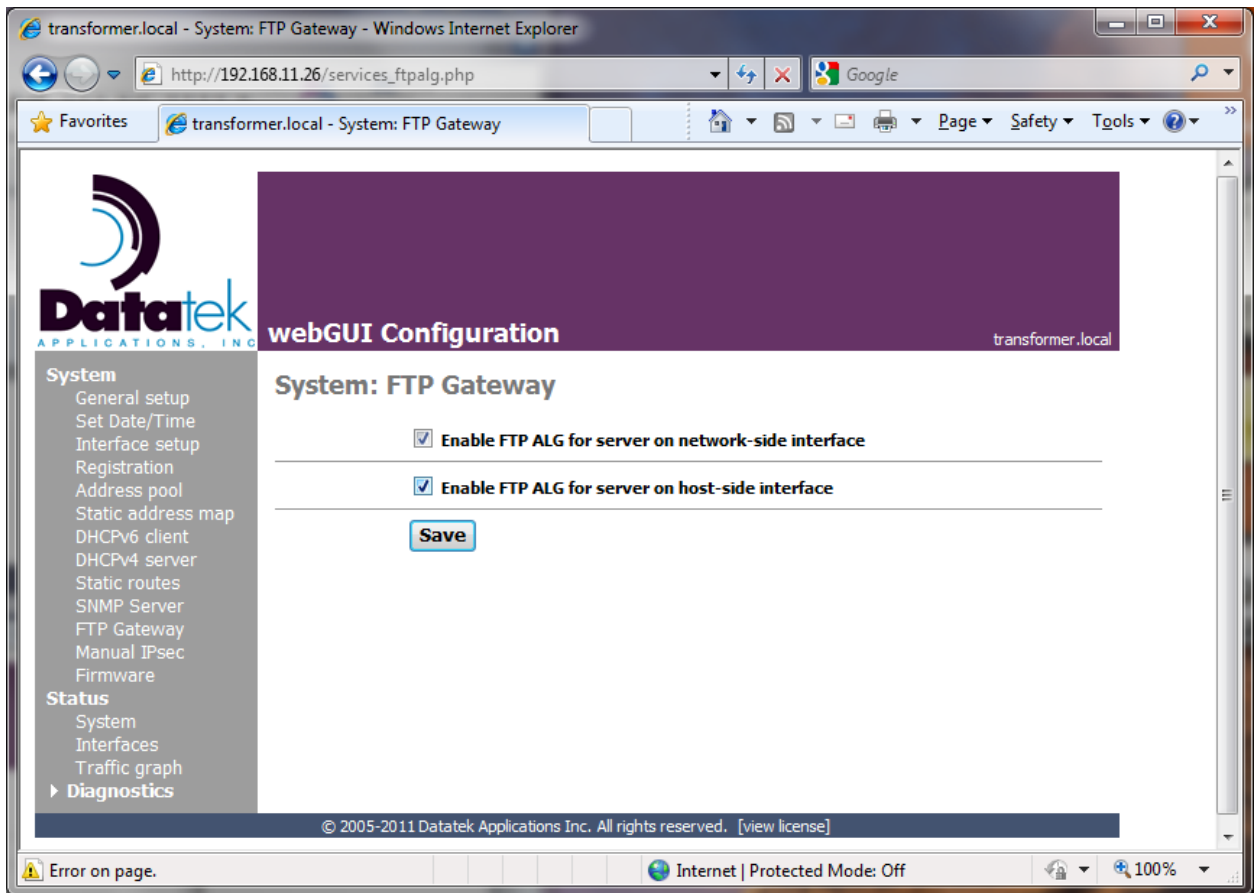 transformer.local - System: FTP Gateway - Windows Internet Explorer
http://192.168.11.26/services_ftpalg.php
Google
Favorites
transformer.local - System: FTP Gateway
Page
Safety
Tools
Datatek
APPLICATIONS, INC
webGUI Configuration
transformer.local
System
General setup
Set Date/Time
Interface setup
Registration
Address pool
Static address map
DHCPv6 client
DHCPv4 server
Static routes
SNMP Server
FTP Gateway
Manual IPsec
Firmware
Status
System
Interfaces
Traffic graph
Diagnostics
System: FTP Gateway
Enable FTP ALG for server on network-side interface
Enable FTP ALG for server on host-side interface
Save
© 2005-2011 Datatek Applications Inc. All rights reserved. [view license]
Error on page.
Internet | Protected Mode: Off
100%